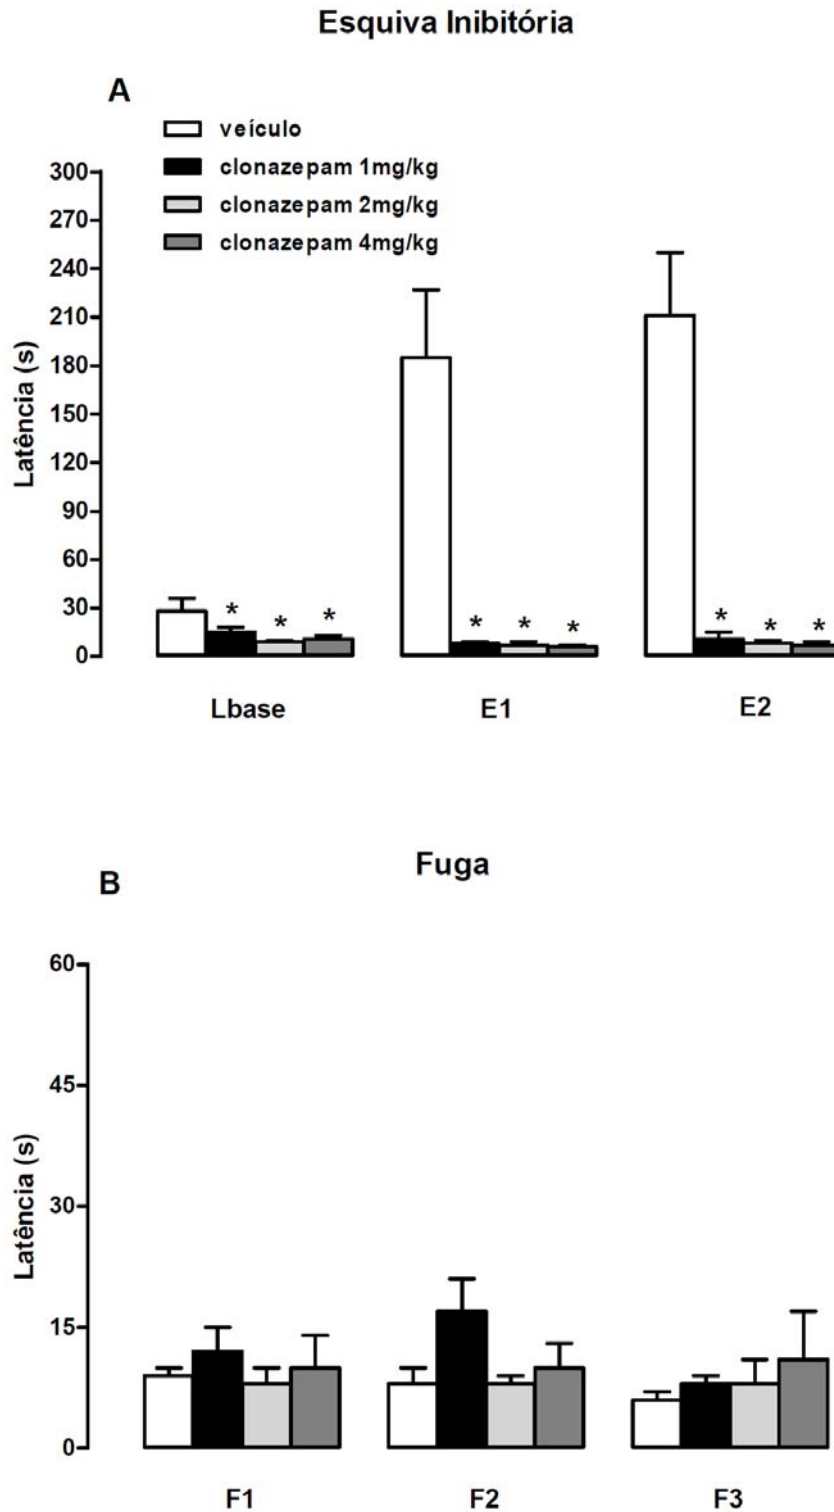 Esquiva Inibitória
A
veículo
clonazepam 1mg/kg
clonazepam 2mg/kg
clonazepam 4mg/kg
300
270
240
210
180
150
120
90
60
30
0
Latência (s)
* * *
* * *
* * *
Lbase E1 E2
B
Fuga
60
45
30
15
0
Latência (s)
F1 F2 F3